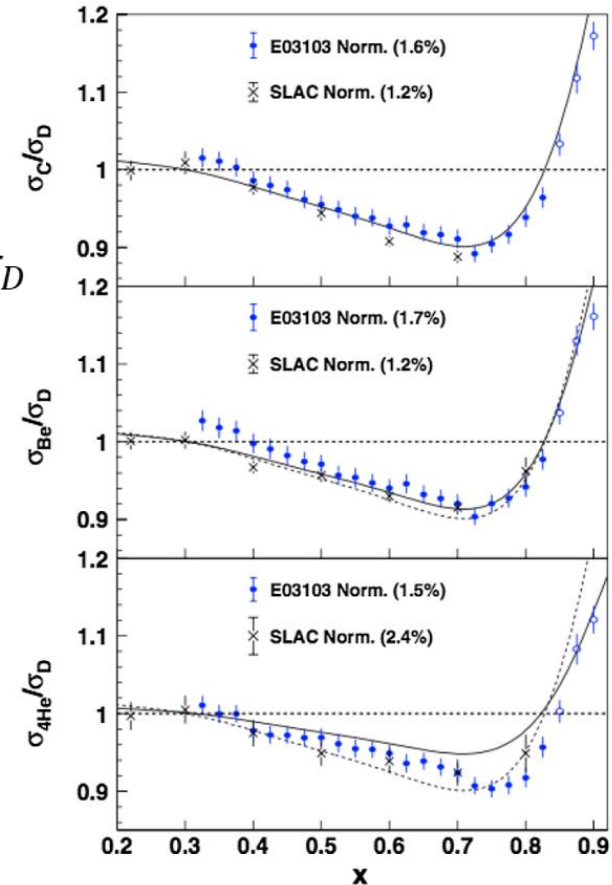 1.2
E03103 Norm. (1.6%)
SLAC Norm. (1.2%)
1.1
σC/σD
1
0.9
D
1.2
E03103 Norm. (1.7%)
SLAC Norm. (1.2%)
1.1
σBe/σD
1
0.9
1.2
E03103 Norm. (1.5%)
SLAC Norm. (2.4%)
1.1
σ4He/σD
1
0.9
0.2 0.3 0.4 0.5 0.6 0.7 0.8 0.9
x